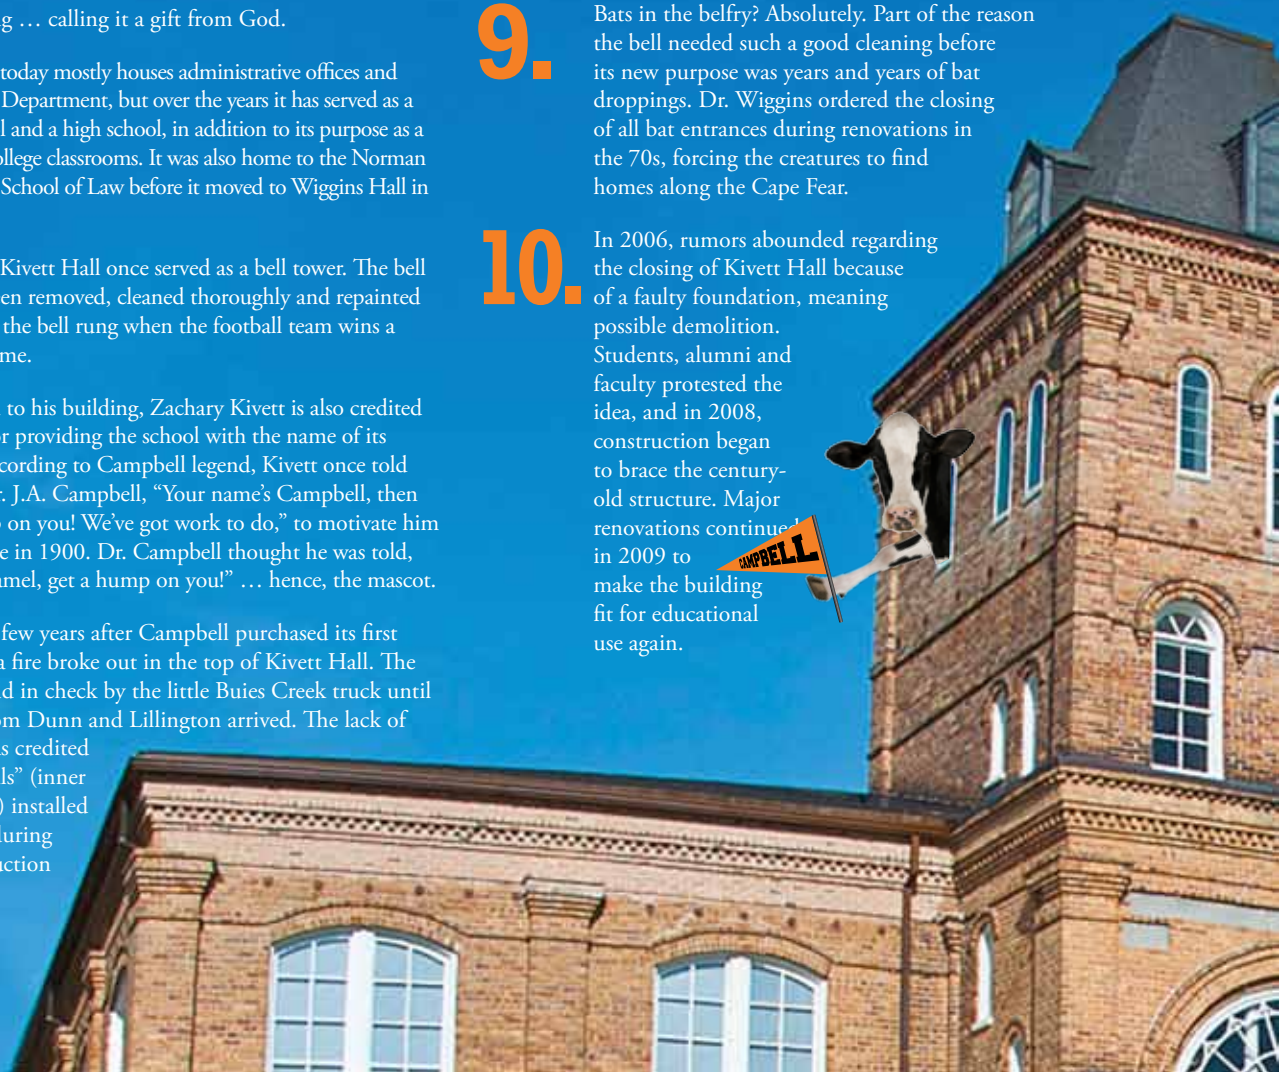 g … calling it a gift from God.
today mostly houses administrative offices and
Department, but over the years it has served as a
l and a high school, in addition to its purpose as a
ollege classrooms. It was also home to the Norman
School of Law before it moved to Wiggins Hall in
Kivett Hall once served as a bell tower. The bell
en removed, cleaned thoroughly and repainted
the bell rung when the football team wins a
me.
to his building, Zachary Kivett is also credited
r providing the school with the name of its
cording to Campbell legend, Kivett once told
r. J.A. Campbell, “Your name’s Campbell, then
on you! We’ve got work to do,” to motivate him
e in 1900. Dr. Campbell thought he was told,
amel, get a hump on you!” … hence, the mascot.
few years after Campbell purchased its first
a fire broke out in the top of Kivett Hall. The
d in check by the little Buies Creek truck until
om Dunn and Lillington arrived. The lack of
s credited
ls” (inner
) installed
during
uction
9.
Bats in the belfry? Absolutely. Part of the reason
the bell needed such a good cleaning before
its new purpose was years and years of bat
droppings. Dr. Wiggins ordered the closing
of all bat entrances during renovations in
the 70s, forcing the creatures to find
homes along the Cape Fear.
10.
In 2006, rumors abounded regarding
the closing of Kivett Hall because
of a faulty foundation, meaning
possible demolition.
Students, alumni and
faculty protested the
idea, and in 2008,
construction began
to brace the century-
old structure. Major
renovations continued
in 2009 to
make the building
fit for educational
use again.
CAMPBELL